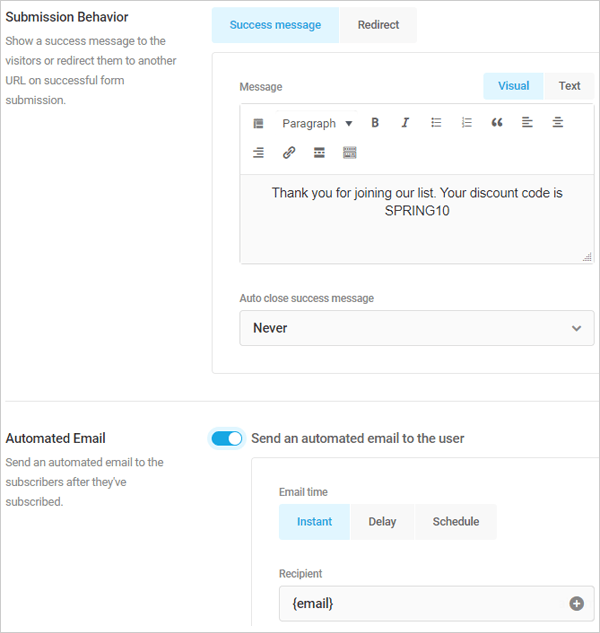 Submission Behavior
Show a success message to the
visitors or redirect them to another
URL on successful form
submission.
Success message
Redirect
Message
Visual
Text
Paragraph
B
I
Thank you for joining our list. Your discount code is
SPRING10
Auto close success message
Never
Automated Email
Send an automated email to the
subscribers after they've
subscribed.
Send an automated email to the user
Email time
Instant
Delay
Schedule
Recipient
{email}